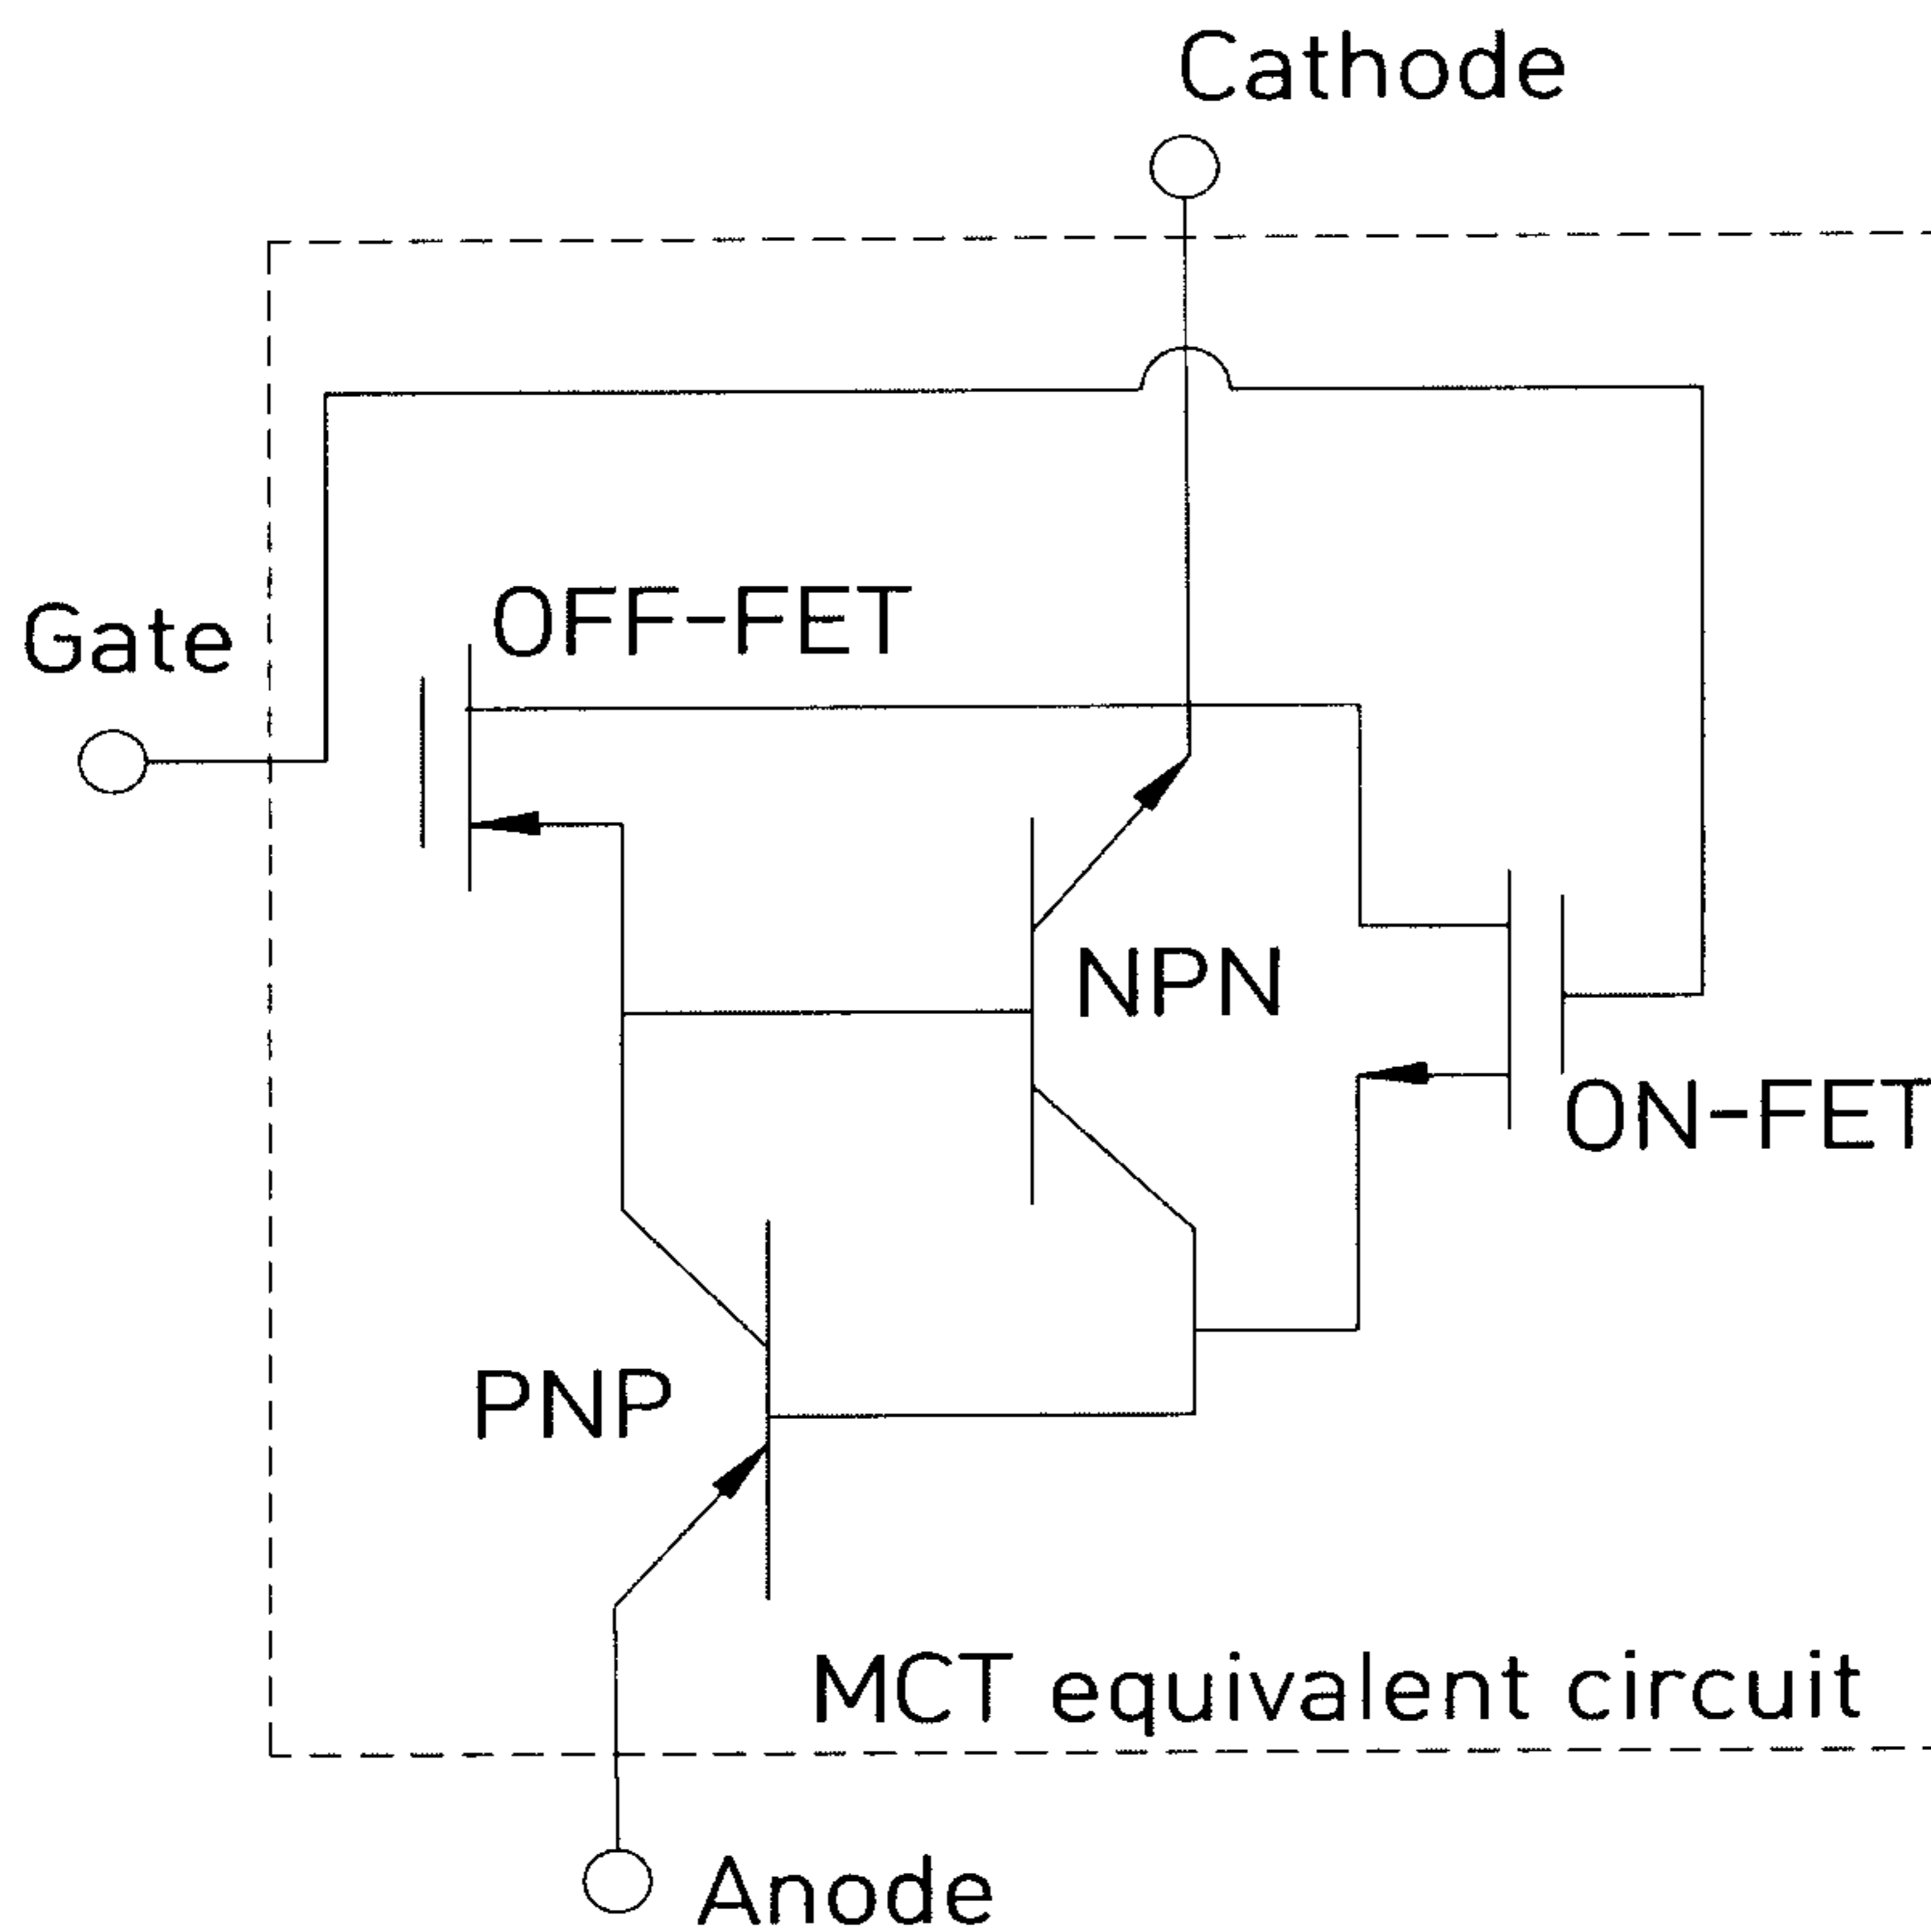 Cathode
Gate
OFF-FET
NPN
ON-FET
PNP
MCT equivalent circuit
Anode